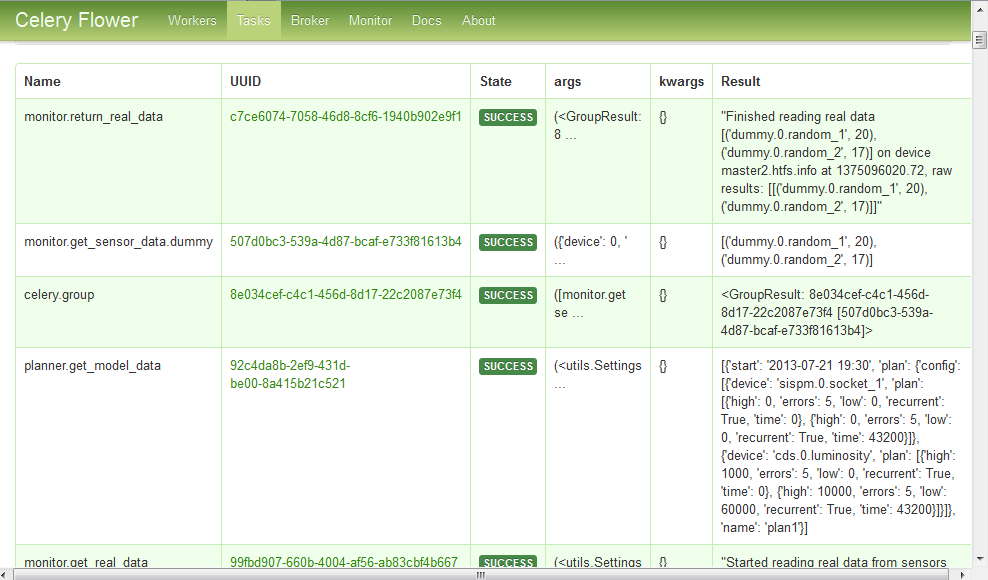 Celery Flower Workers Tasks Broker Monitor Docs About
Name UUID State args kwargs Result
monitor.return_real_data c7ce6074-7058-46d8-8cf6-1940b902e9f1 SUCCESS (<GroupResult: {} "Finished reading real data
8 ... [('dummy.0.random_1', 20),
('dummy.0.random_2', 17)] on device
master2.htfs.info at 1375096020.72, raw
results: [[('dummy.0.random_1', 20),
('dummy.0.random_2', 17)]]"
monitor.get_sensor_data.dummy 507d0bc3-539a-4d87-bcaf-e733f81613b4 SUCCESS ({'device': 0, ' {} [('dummy.0.random_1', 20),
... ('dummy.0.random_2', 17)]
celery.group 8e034cef-c4c1-456d-8d17-22c2087e73f4 SUCCESS ([monitor.get {} <GroupResult: 8e034cef-c4c1-456d-
se ... 8d17-22c2087e73f4 [507d0bc3-539a-
4d87-bcaf-e733f81613b4]>
planner.get_model_data 92c4da8b-2ef9-431d- SUCCESS (<utils.Settings {} [{'start': '2013-07-21 19:30', 'plan': {'config':
be00-8a415b21c521 ... [{'device': 'sispm.0.socket_1', 'plan':
[{'high': 0, 'errors': 5, 'low': 0, 'recurrent':
True, 'time': 0}, {'high': 0, 'errors': 5, 'low':
0, 'recurrent': True, 'time': 43200}]},
{'device': 'cds.0.luminosity', 'plan': [{'high':
1000, 'errors': 5, 'low': 0, 'recurrent': True,
'time': 0}, {'high': 10000, 'errors': 5, 'low':
60000, 'recurrent': True, 'time': 43200}]}]},
'name': 'plan1'}]
monitor.get_real_data 99fbd907-660b-4004-af56-ab83cbf4b667 SUCCESS (<utils.Settings {} "Started reading real data from sensors